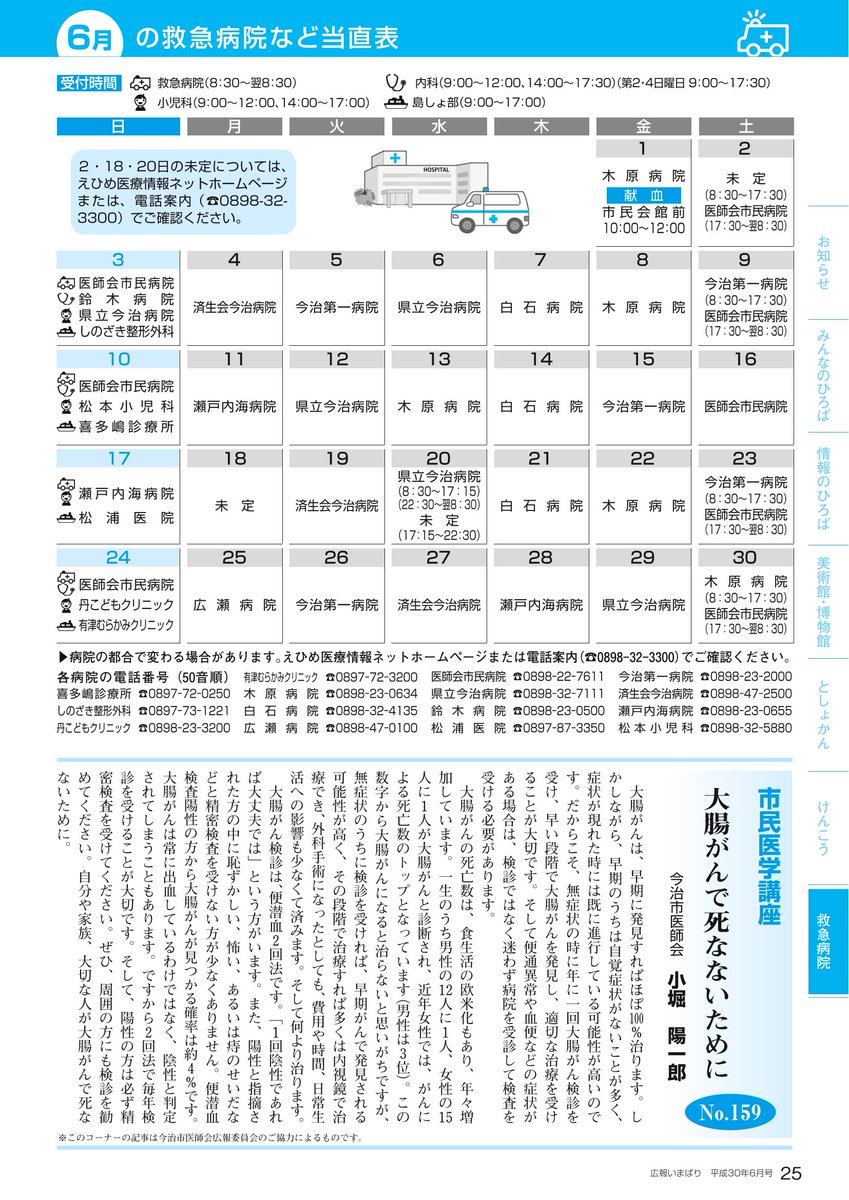 6月 の救急病院など当直表
受付時間 救急病院(8:30〜翌8:30) 内科(9:00〜12:00、14:00〜17:30)(第2・4日曜日 9:00〜17:30)
小児科(9:00〜12:00、14:00〜17:00) 島しょ部(9:00〜17:00)
日 月 火 水 木 金 土
2・18・20日の未定については、
えひめ医療情報ネットホームページ
または、電話案内(☎0898-32-
3300)でご確認ください。
HOSPITAL
1
木原病院
献血
市民会館前
10:00〜12:00
2
未定
(8:30〜17:30)
医師会市民病院
(17:30〜翌8:30)
3
医師会市民病院
鈴木病院
県立今治病院
しのざき整形外科
4
済生会今治病院
5
今治第一病院
6
県立今治病院
7
白石病院
8
木原病院
9
今治第一病院
(8:30〜17:30)
医師会市民病院
(17:30〜翌8:30)
10
医師会市民病院
松本小児科
喜多嶋診療所
11
瀬戸内海病院
12
県立今治病院
13
木原病院
14
白石病院
15
今治第一病院
16
医師会市民病院
17
瀬戸内海病院
松浦医院
18
未定
19
済生会今治病院
20
県立今治病院
(8:30〜17:15)
(22:30〜翌8:30)
未定
(17:15〜22:30)
21
白石病院
22
木原病院
23
今治第一病院
(8:30〜17:30)
医師会市民病院
(17:30〜翌8:30)
24
医師会市民病院
丹こどもクリニック
有津むらかみクリニック
25
広瀬病院
26
今治第一病院
27
済生会今治病院
28
瀬戸内海病院
29
県立今治病院
30
木原病院
(8:30〜17:30)
医師会市民病院
(17:30〜翌8:30)
▶病院の都合で変わる場合があります。えひめ医療情報ネットホームページまたは電話案内(☎0898-32-3300)でご確認ください。
各病院の電話番号(50音順) 有津むらかみクリニック ☎0897-72-3200 医師会市民病院 ☎0898-22-7611 今治第一病院 ☎0898-23-2000
喜多嶋診療所 ☎0897-72-0250 木原病院 ☎0898-23-0634 県立今治病院 ☎0898-32-7111 済生会今治病院 ☎0898-47-2500
しのざき整形外科 ☎0897-73-1221 白石病院 ☎0898-32-4135 鈴木病院 ☎0898-23-0500 瀬戸内海病院 ☎0898-23-0655
丹こどもクリニック ☎0898-23-3200 広瀬病院 ☎0898-47-0100 松浦医院 ☎0897-87-3350 松本小児科 ☎0898-32-5880
市民医学講座
大腸がんで死なないために
今治市医師会 小堀 陽一郎
No.159
大腸がんは、早期に発見すればほぼ100%治ります。し
かしながら、早期のうちは自覚症状がないことが多く、
症状が現れた時には既に進行している可能性が高いので
す。だからこそ、無症状の時に年に一回大腸がん検診を
受け、早い段階で大腸がんを発見し、適切な治療を受け
ることが大切です。そして便通異常や血便などの症状が
ある場合は、検診ではなく迷わず病院を受診して検査を
受ける必要があります。
大腸がんの死亡数は、食生活の欧米化もあり、年々増
加しています。一生のうち男性の12人に1人、女性の15
人に1人が大腸がんと診断され、近年女性では、がんに
よる死亡数のトップとなっています(男性は3位)。この
数字から大腸がんになると治らないと思いがちですが、
無症状のうちに検診を受ければ、早期がんで発見される
可能性が高く、その段階で治療すれば多くは内視鏡で治
療でき、外科手術になったとしても、費用や時間、日常生
活への影響も少なくて済みます。そして何より治ります。
大腸がん検診は、便潜血2回法です。「1回陰性であれ
ば大丈夫では」という方がいます。また、陽性と指摘さ
れた方の中に恥ずかしい、怖い、あるいは痔のせいだな
どと精密検査を受けない方が少なくありません。便潜血
検査陽性の方から大腸がんが見つかる確率は約4%です。
大腸がんは常に出血しているわけではなく、陰性と判定
されてしまうこともあります。ですから2回法で毎年検
診を受けることが大切です。そして、陽性の方は必ず精
密検査を受けてください。ぜひ、周囲の方にも検診を勧
めてください。自分や家族、大切な人が大腸がんで死な
ないために。
※このコーナーの記事は今治市医師会広報委員会のご協力によるものです。
お知らせ
みんなのひろば
情報のひろば
美術館・博物館
としょかん
けんこう
救急病院
広報いまばり 平成30年6月号 25